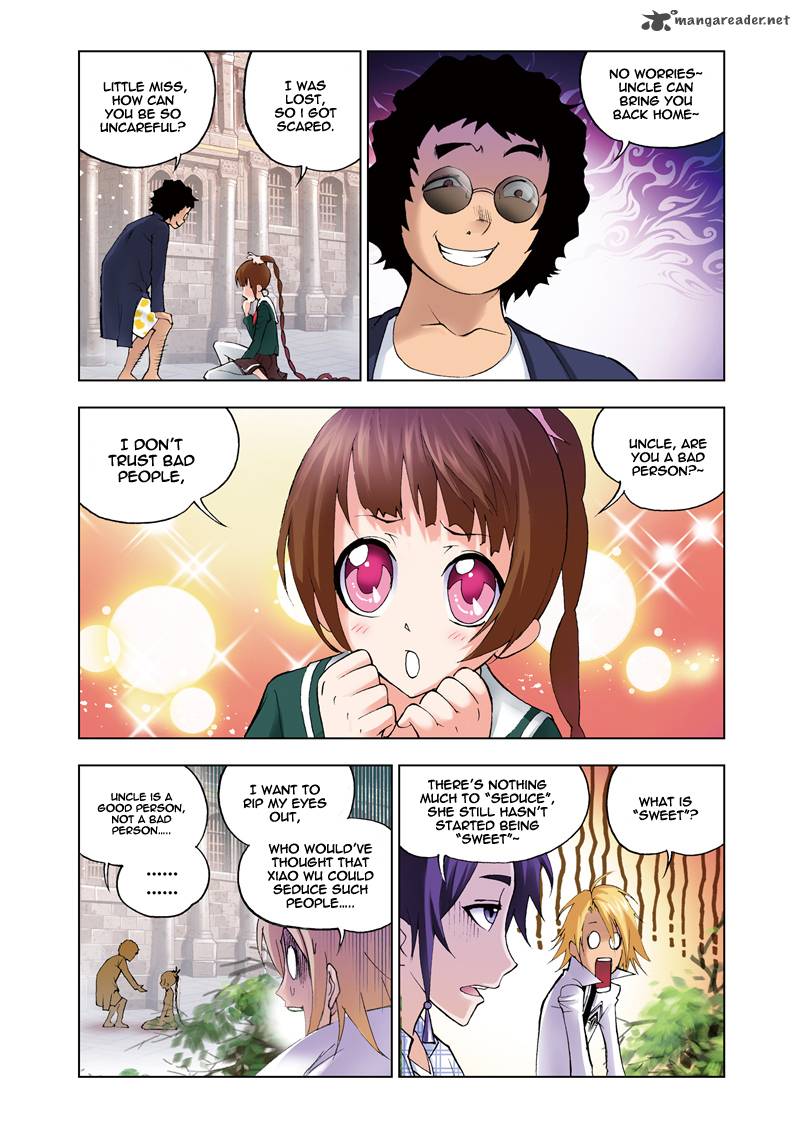 mangareader.net
LITTLE MISS,
HOW CAN
YOU BE SO
UNCAREFUL?
I WAS
LOST,
SO I GOT
SCARED.
NO WORRIES~
UNCLE CAN
BRING YOU
BACK HOME~
I DON'T
TRUST BAD
PEOPLE,
UNCLE, ARE
YOU A BAD
PERSON?~
UNCLE IS A
GOOD PERSON,
NOT A BAD
PERSON.....
......
......
I WANT TO
RIP MY EYES
OUT,
WHO WOULD'VE
THOUGHT THAT
XIAO WU COULD
SEDUCE SUCH
PEOPLE.....
THERE'S NOTHING
MUCH TO "SEDUCE",
SHE STILL HASN'T
STARTED BEING
"SWEET"~
WHAT IS
"SWEET"?